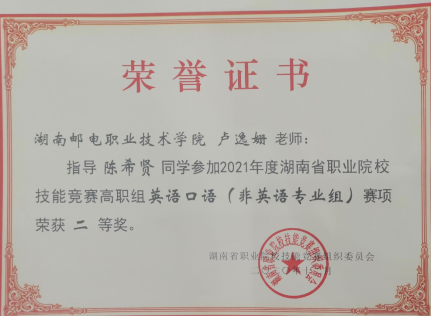 荣誉证书
湖南邮电职业技术学院 卢逸姗 老师：
指导 陈希贤 同学参加2021年度湖南省职业院校
技能竞赛高职组英语口语（非英语专业组）赛项
荣获 二 等奖。
湖南省职业院校技能竞赛组织委员会